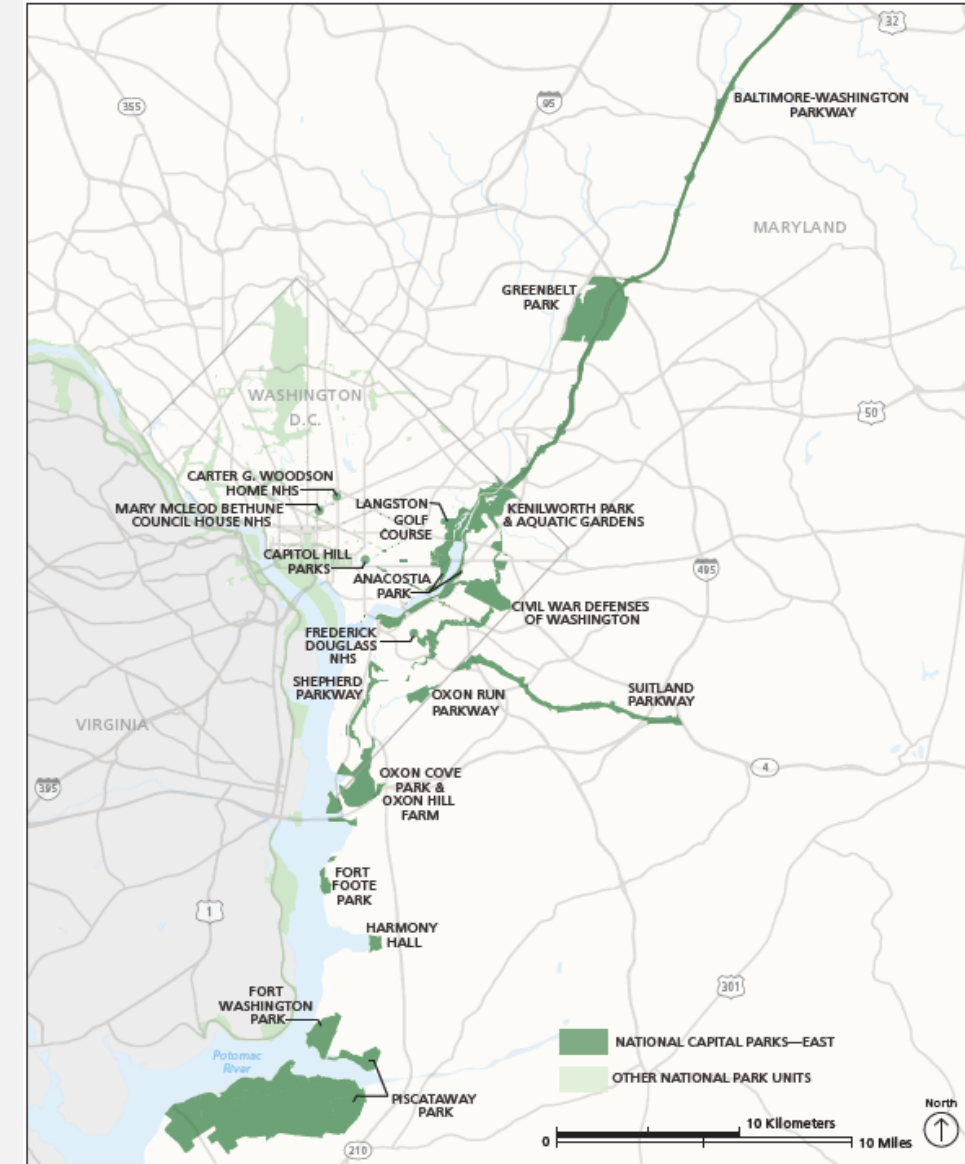 32
355
95
BALTIMORE-WASHINGTON
PARKWAY
MARYLAND
GREENBELT
PARK
WASHINGTON
D.C.
50
CARTER G. WOODSON
HOME NHS
MARY MCLEOD BETHUNE
COUNCIL HOUSE NHS
LANGSTON
GOLF
COURSE
KENILWORTH PARK
& AQUATIC GARDENS
CAPITOL HILL
PARKS
ANACOSTIA
PARK
495
CIVIL WAR DEFENSES
OF WASHINGTON
FREDERICK
DOUGLASS
NHS
SHEPHERD
PARKWAY
OXON RUN
PARKWAY
SUITLAND
PARKWAY
VIRGINIA
4
395
OXON COVE
PARK &
OXON HILL
FARM
FORT
FOOTE
PARK
1
HARMONY
HALL
FORT
WASHINGTON
PARK
301
Potomac
River
NATIONAL CAPITAL PARKS—EAST
OTHER NATIONAL PARK UNITS
PISCATAWAY
PARK
210
North
0
10 Kilometers
10 Miles